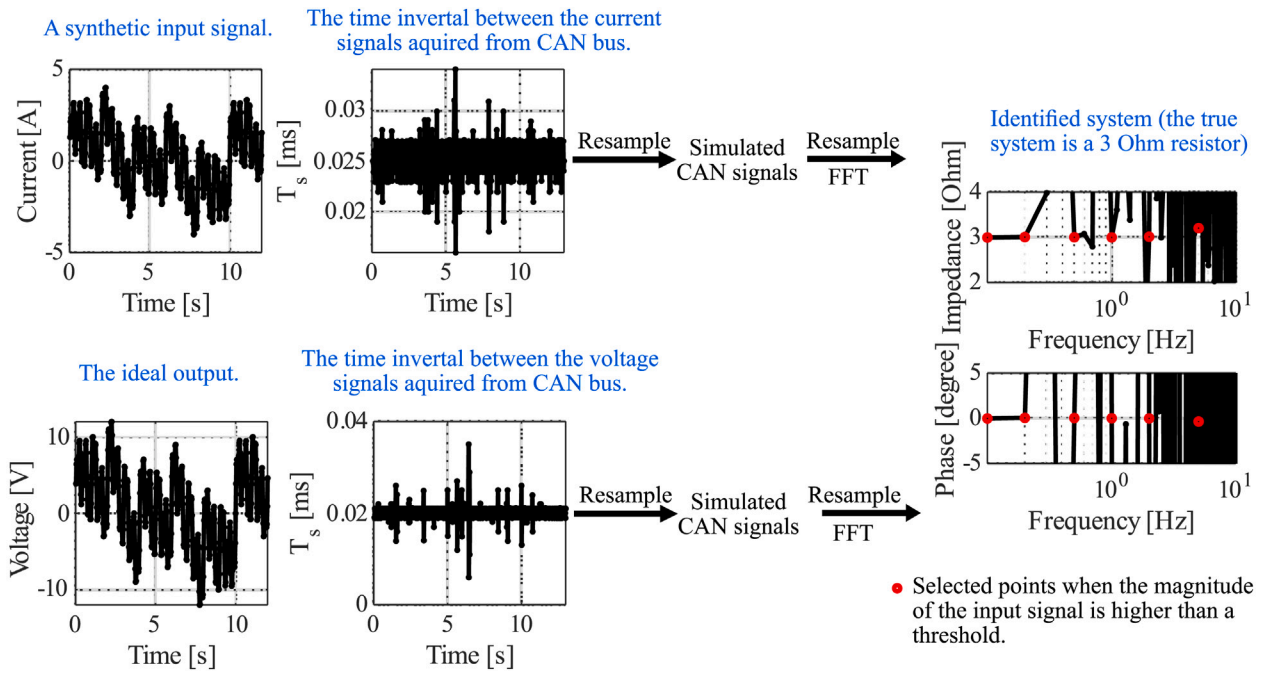 A synthetic input signal.
The time invertal between the current
signals aquired from CAN bus.
5
0
-5
Current [A]
0
5
10
Time [s]
0.03
0.025
0.02
T s [ms]
0
5
10
Time [s]
Resample
Simulated
CAN signals
Resample
FFT
Identified system (the true
system is a 3 Ohm resistor)
4
3
2
Impedance [Ohm]
10^0
10^1
Frequency [Hz]
5
0
-5
Phase [degree]
10^0
10^1
Frequency [Hz]
The ideal output.
The time invertal between the voltage
signals aquired from CAN bus.
10
0
-10
Voltage [V]
0
5
10
Time [s]
0.04
0.02
0
T s [ms]
0
5
10
Time [s]
Resample
Simulated
CAN signals
Resample
FFT
Selected points when the magnitude
of the input signal is higher than a
threshold.